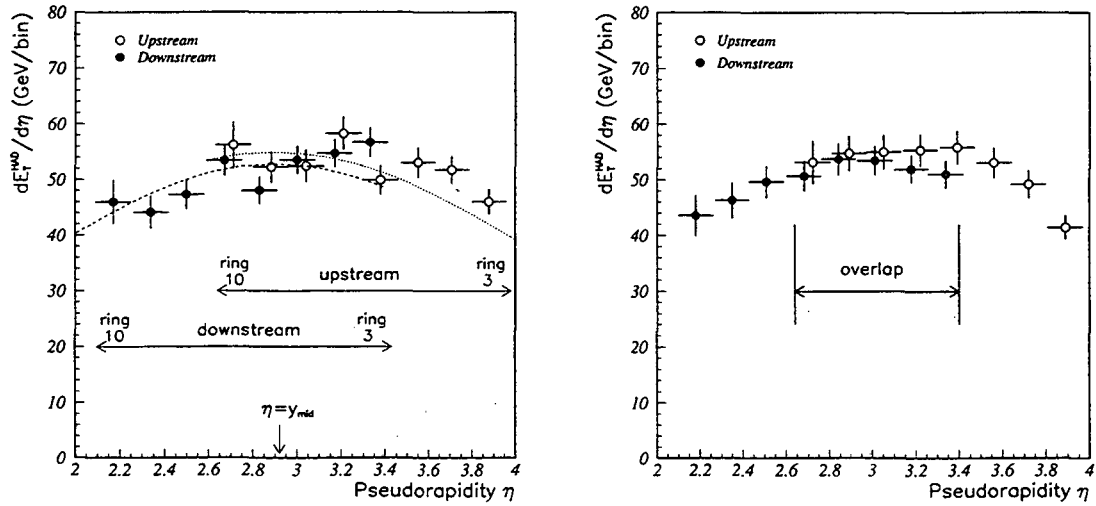 80
70
60
50
40
30
20
10
0
dE_T^HAD/dη (GeV/bin)
○ Upstream
● Downstream
ring
10
upstream
ring
3
ring
10
downstream
ring
3
η=y_mid
2 2.2 2.4 2.6 2.8 3 3.2 3.4 3.6 3.8 4
Pseudorapidity η
80
70
60
50
40
30
20
10
0
dE_T^HAD/dη (GeV/bin)
○ Upstream
● Downstream
overlap
2 2.2 2.4 2.6 2.8 3 3.2 3.4 3.6 3.8 4
Pseudorapidity η